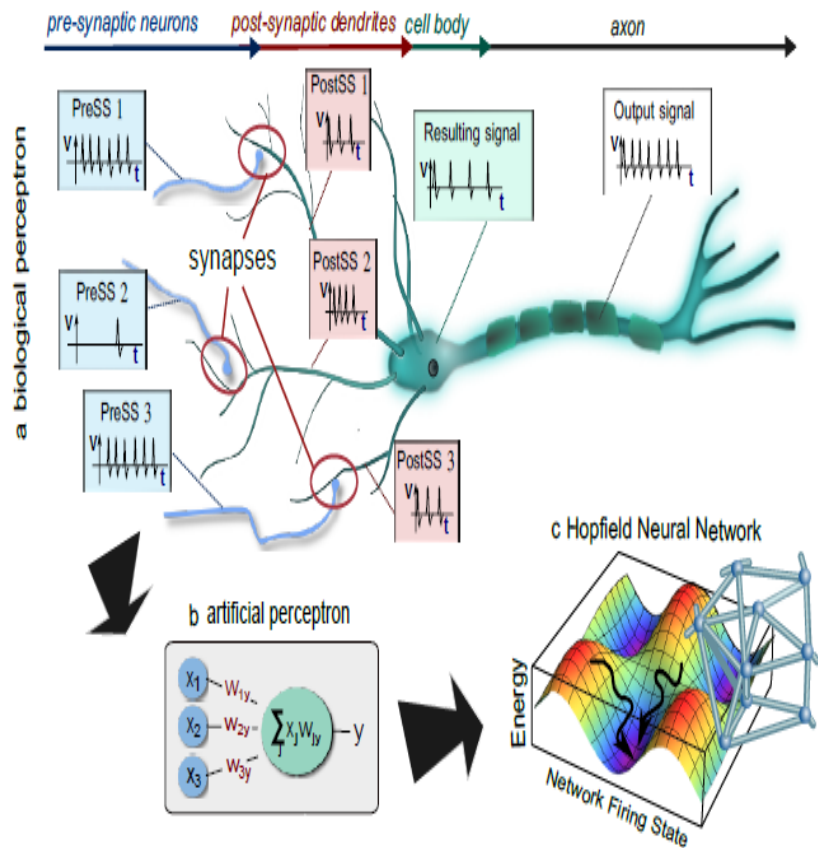 pre-synaptic neurons post-synaptic dendrites cell body axon
a biological perceptron
PreSS 1
V
t
PostSS 1
V
t
Resulting signal
V
t
Output signal
V
t
synapses
PreSS 2
V
t
PostSS 2
V
t
PreSS 3
V
t
PostSS 3
V
t
b artificial perceptron
X1 W1y
X2 W2y
X3 W3y
∑j XjWjy
y
c Hopfield Neural Network
Energy
Network Firing State